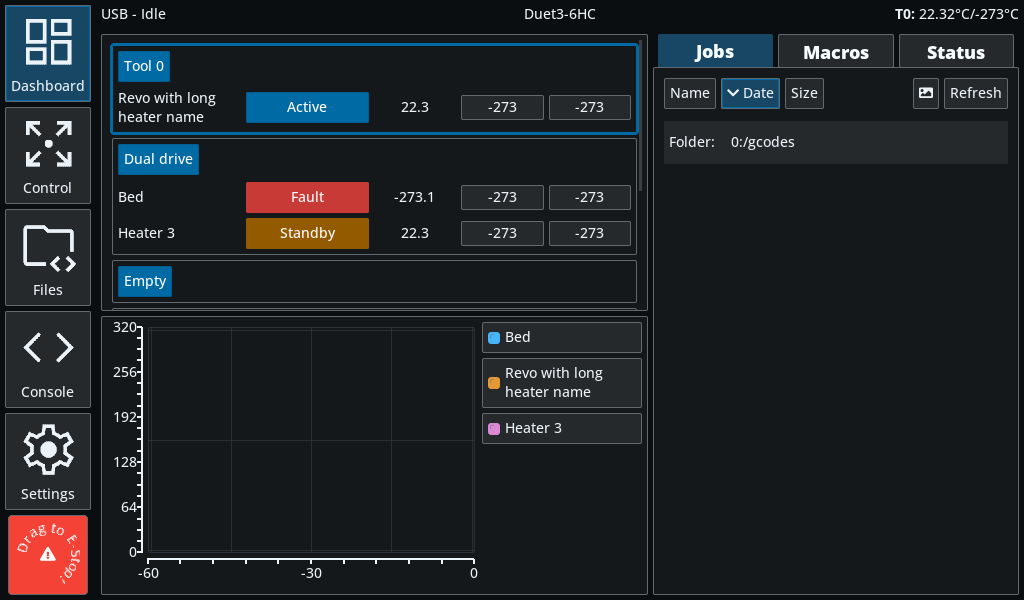 USB - Idle
Duet3-6HC
T0: 22.32°C/-273°C
Dashboard
Control
Files
Console
Settings
Drag to E-Stop!
Tool 0
Revo with long
heater name
Active
22.3
-273
-273
Dual drive
Bed
Fault
-273.1
-273
-273
Heater 3
Standby
22.3
-273
-273
Empty
320
256
192
128
64
0
-60
-30
0
Bed
Revo with long
heater name
Heater 3
Jobs
Macros
Status
Name
Date
Size
Refresh
Folder:
0:/gcodes